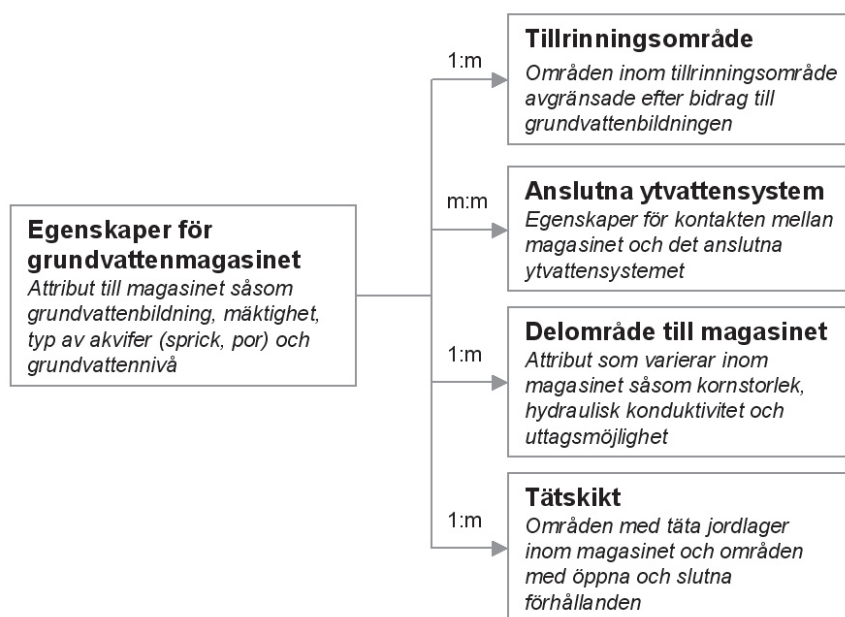 Egenskaper för
grundvattenmagasinet
Attribut till magasinet såsom
grundvattenbildning, mäktighet,
typ av akvifer (sprick, por) och
grundvattennivå
1:m
Tillrinningsområde
Områden inom tillrinningsområde
avgränsade efter bidrag till
grundvattenbildningen
m:m
Anslutna ytvattensystem
Egenskaper för kontakten mellan
magasinet och det anslutna
ytvattensystemet
1:m
Delområde till magasinet
Attribut som varierar inom
magasinet såsom kornstorlek,
hydraulisk konduktivitet och
uttagsmöjlighet
1:m
Tätskikt
Områden med täta jordlager
inom magasinet och områden
med öppna och slutna
förhållanden